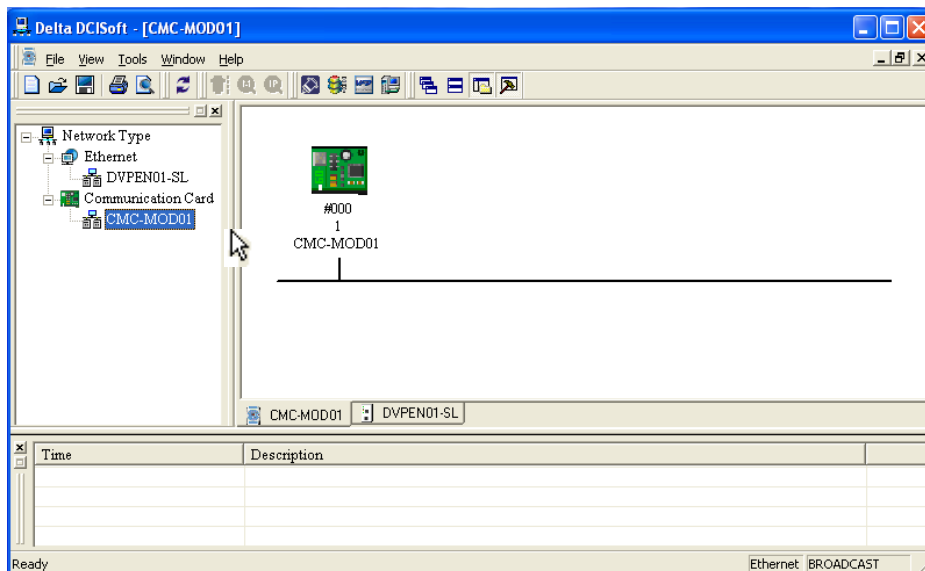 Delta DCISoft - [CMC-MOD01]
File View Tools Window Help
Network Type
Ethernet
DVPEN01-SL
Communication Card
CMC-MOD01
#000
1
CMC-MOD01
CMC-MOD01 DVPEN01-SL
Time Description
Ready Ethernet BROADCAST